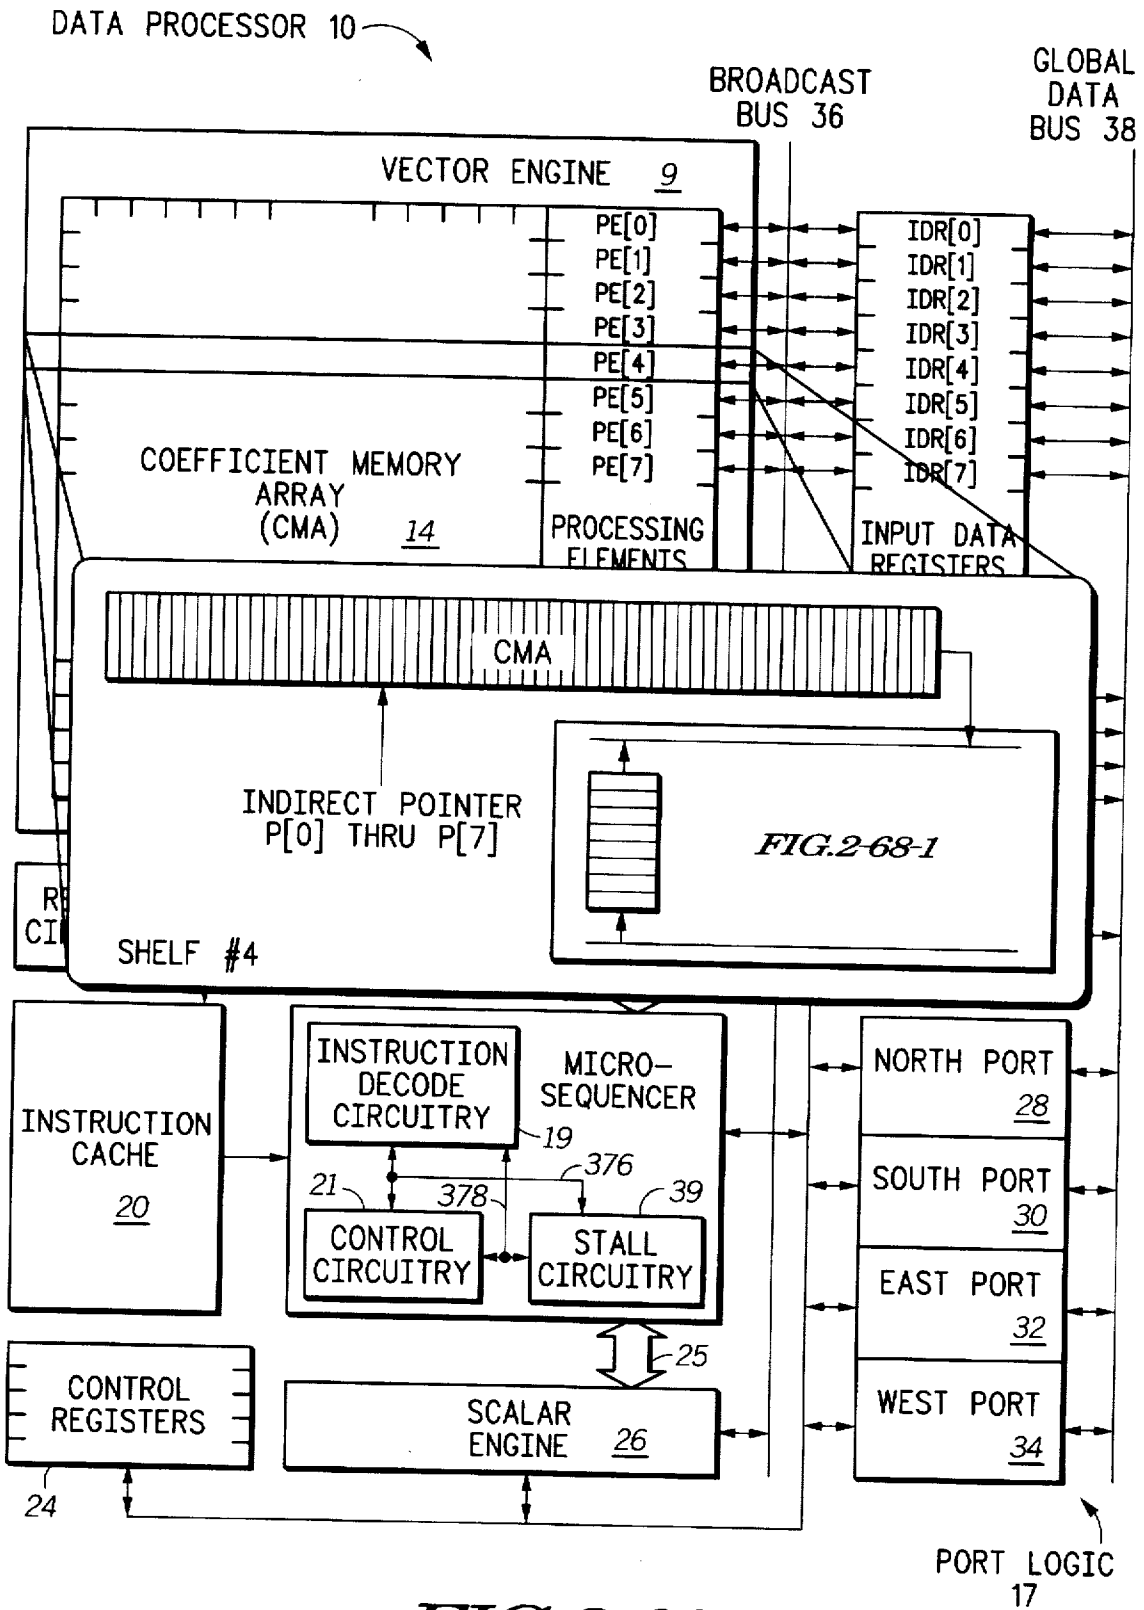 DATA PROCESSOR 10
BROADCAST
BUS 36
GLOBAL
DATA
BUS 38
VECTOR ENGINE 9
PE[0]
PE[1]
PE[2]
PE[3]
PE[4]
PE[5]
PE[6]
PE[7]
IDR[0]
IDR[1]
IDR[2]
IDR[3]
IDR[4]
IDR[5]
IDR[6]
IDR[7]
COEFFICIENT MEMORY
ARRAY
(CMA) 14
PROCESSING
ELEMENTS
INPUT DATA
REGISTERS
CMA
INDIRECT POINTER
P[0] THRU P[7]
FIG.2-68-1
SHELF #4
INSTRUCTION
CACHE
20
INSTRUCTION
DECODE
CIRCUITRY
19
MICRO-
SEQUENCER
376
378
21
CONTROL
CIRCUITRY
39
STALL
CIRCUITRY
25
NORTH PORT
28
SOUTH PORT
30
EAST PORT
32
WEST PORT
34
CONTROL
REGISTERS
24
SCALAR
ENGINE 26
PORT LOGIC
17